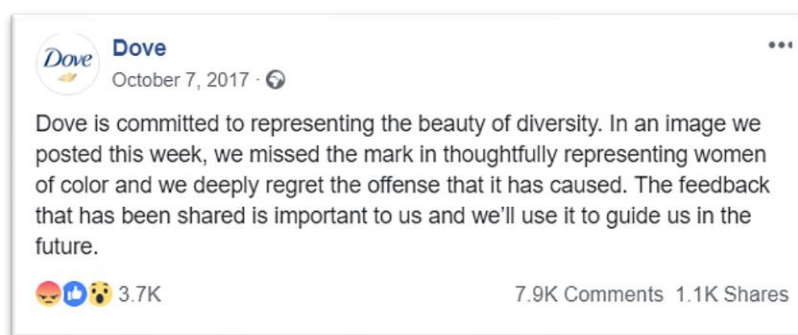 Dove
Dove
October 7, 2017 ·
Dove is committed to representing the beauty of diversity. In an image we
posted this week, we missed the mark in thoughtfully representing women
of color and we deeply regret the offense that it has caused. The feedback
that has been shared is important to us and we'll use it to guide us in the
future.
3.7K 7.9K Comments 1.1K Shares